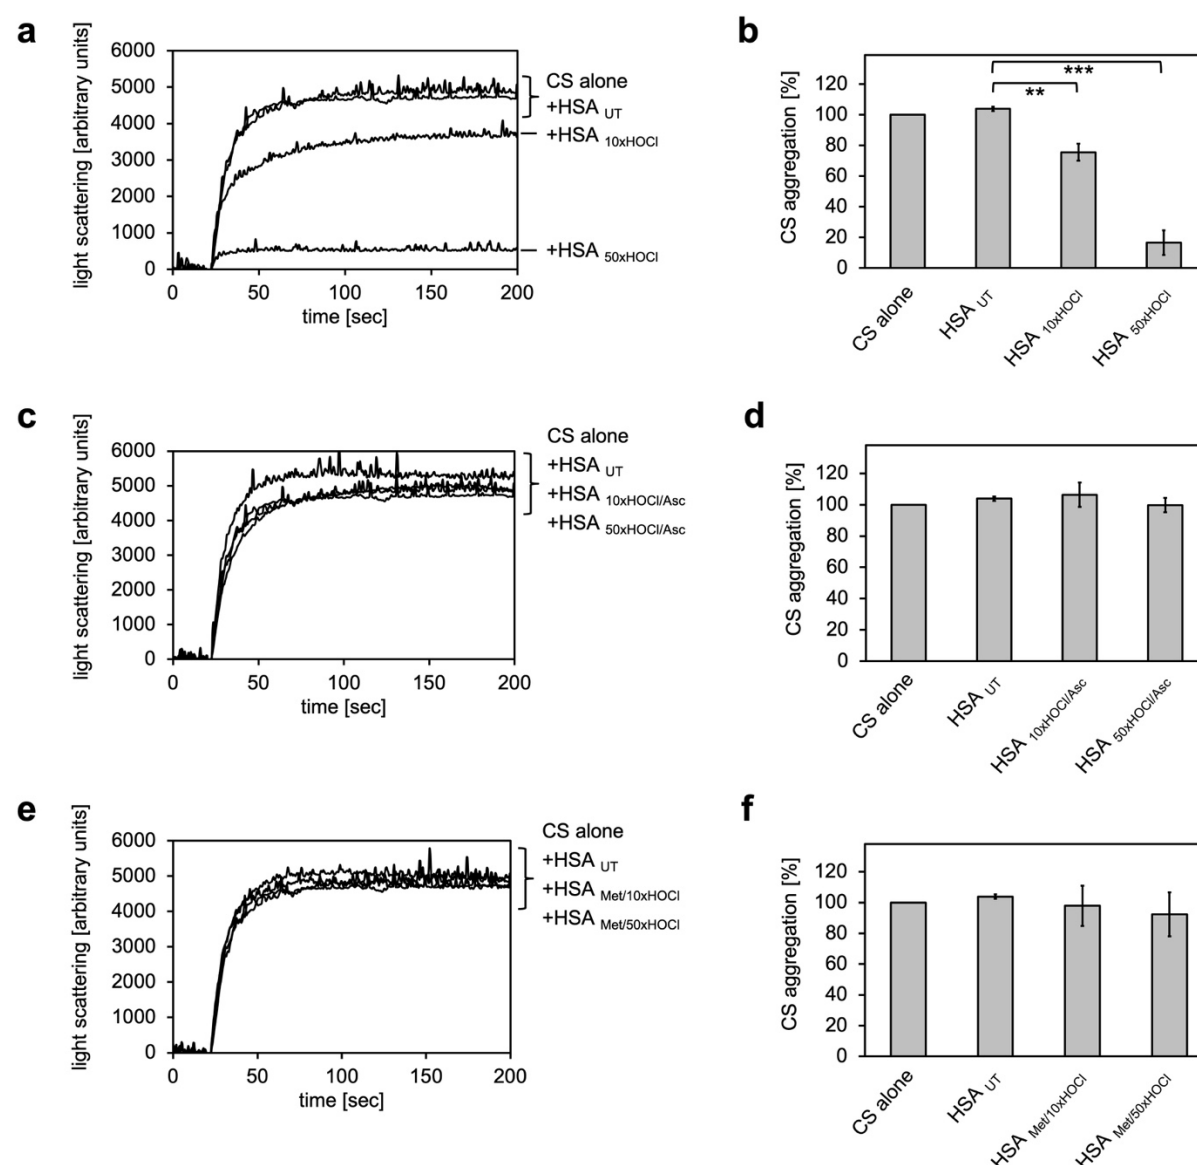 a
light scattering [arbitrary units]
6000
5000
4000
3000
2000
1000
0
0 50 100 150 200
time [sec]
CS alone
+HSA UT
+HSA 10xHOCl
+HSA 50xHOCl
b
CS aggregation [%]
120
100
80
60
40
20
0
***
**
CS alone
HSA UT
HSA 10xHOCl
HSA 50xHOCl
c
light scattering [arbitrary units]
6000
5000
4000
3000
2000
1000
0
0 50 100 150 200
time [sec]
CS alone
+HSA UT
+HSA 10xHOCl/Asc
+HSA 50xHOCl/Asc
d
CS aggregation [%]
120
100
80
60
40
20
0
CS alone
HSA UT
HSA 10xHOCl/Asc
HSA 50xHOCl/Asc
e
light scattering [arbitrary units]
6000
5000
4000
3000
2000
1000
0
0 50 100 150 200
time [sec]
CS alone
+HSA UT
+HSA Met/10xHOCl
+HSA Met/50xHOCl
f
CS aggregation [%]
120
100
80
60
40
20
0
CS alone
HSA UT
HSA Met/10xHOCl
HSA Met/50xHOCl